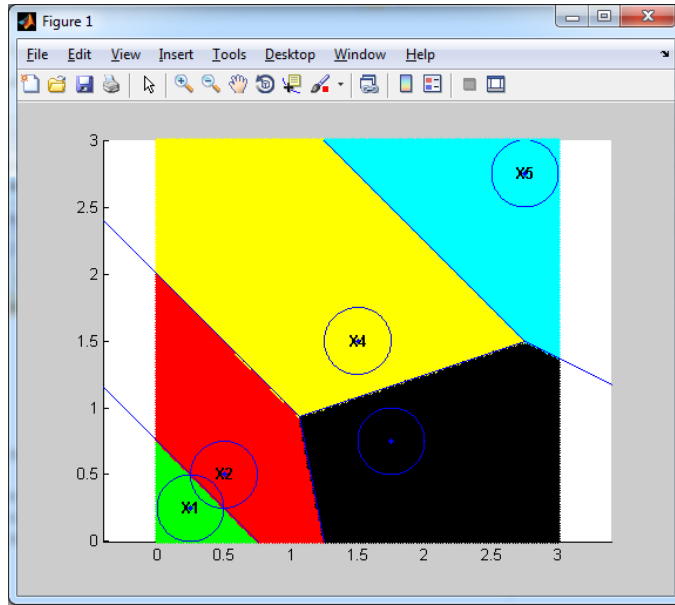 Figure 1
File Edit View Insert Tools Desktop Window Help
3
2.5
2
1.5
1
0.5
0
X5
X4
X2
X1
0 0.5 1 1.5 2 2.5 3